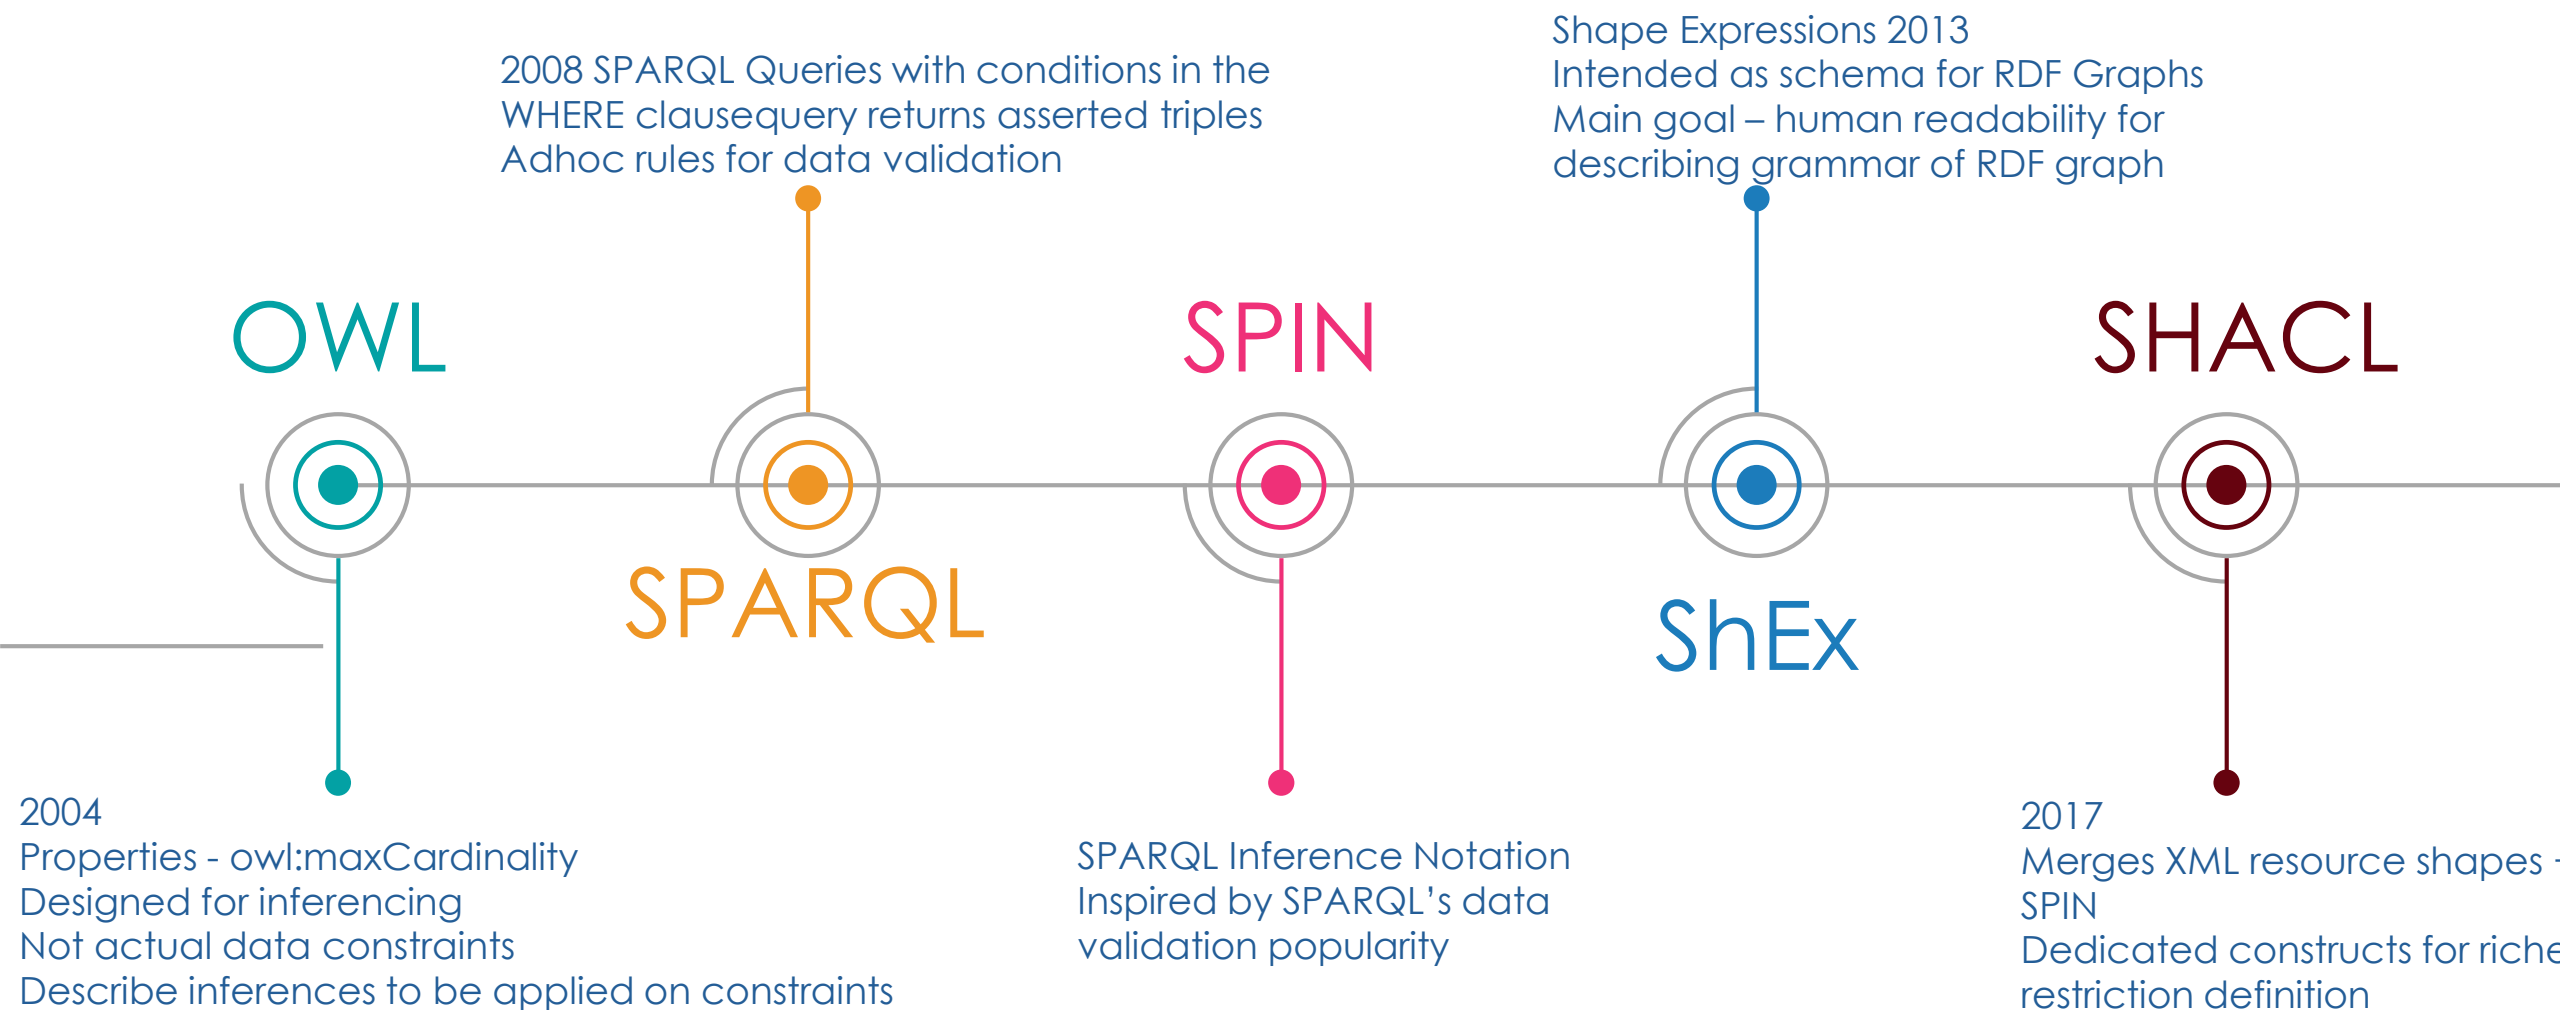 OWL
2004
Properties - owl:maxCardinality
Designed for inferencing
Not actual data constraints
Describe inferences to be applied on constraints
2008 SPARQL Queries with conditions in the
WHERE clausequery returns asserted triples
Adhoc rules for data validation
SPARQL
SPIN
SPARQL Inference Notation
Inspired by SPARQL’s data
validation popularity
Shape Expressions 2013
Intended as schema for RDF Graphs
Main goal – human readability for
describing grammar of RDF graph
ShEx
SHACL
2017
Merges XML resource shapes
SPIN
Dedicated constructs for
restriction definition